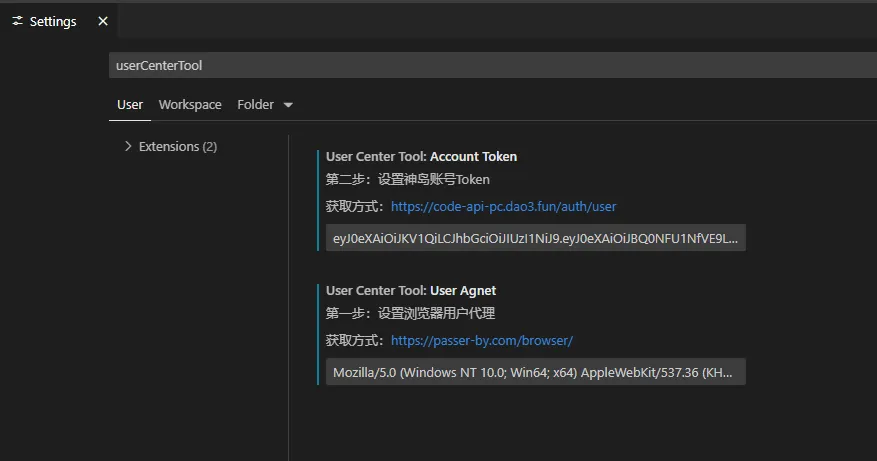 Settings
userCenterTool
User Workspace Folder
Extensions (2)
User Center Tool: Account Token
第二步：设置神岛账号Token
获取方式：https://code-api-pc.dao3.fun/auth/user
eyJ0eXAiOiJKV1QiLCJhbGciOiJIUzI1NiJ9.eyJ0eXAiOiJBQ0NFU1NfVE9L...
User Center Tool: User Agnet
第一步：设置浏览器用户代理
获取方式：https://passer-by.com/browser/
Mozilla/5.0 (Windows NT 10.0; Win64; x64) AppleWebKit/537.36 (KH...